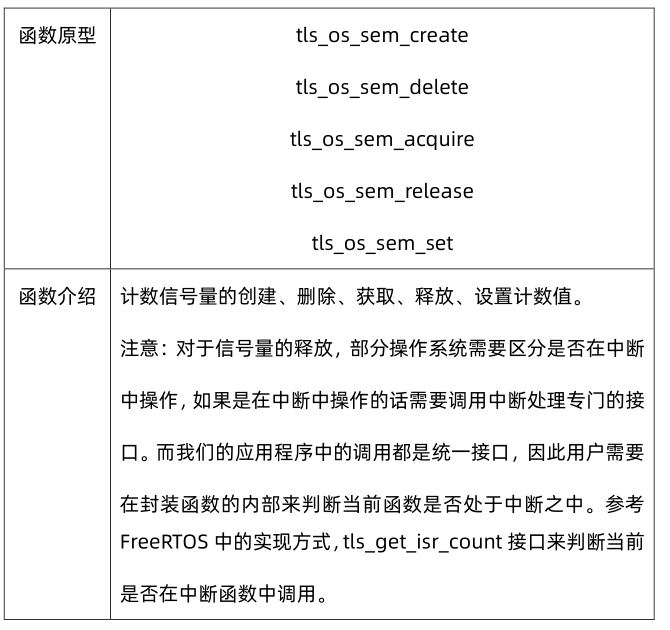 函数原型
tls_os_sem_create
tls_os_sem_delete
tls_os_sem_acquire
tls_os_sem_release
tls_os_sem_set
函数介绍
计数信号量的创建、删除、获取、释放、设置计数值。
注意：对于信号量的释放，部分操作系统需要区分是否在中断
中操作，如果是在中断中操作的话需要调用中断处理专门的接
口。而我们的应用程序中的调用都是统一接口，因此用户需要
在封装函数的内部来判断当前函数是否处于中断之中。参考
FreeRTOS 中的实现方式，tls_get_isr_count 接口来判断当前
是否在中断函数中调用。